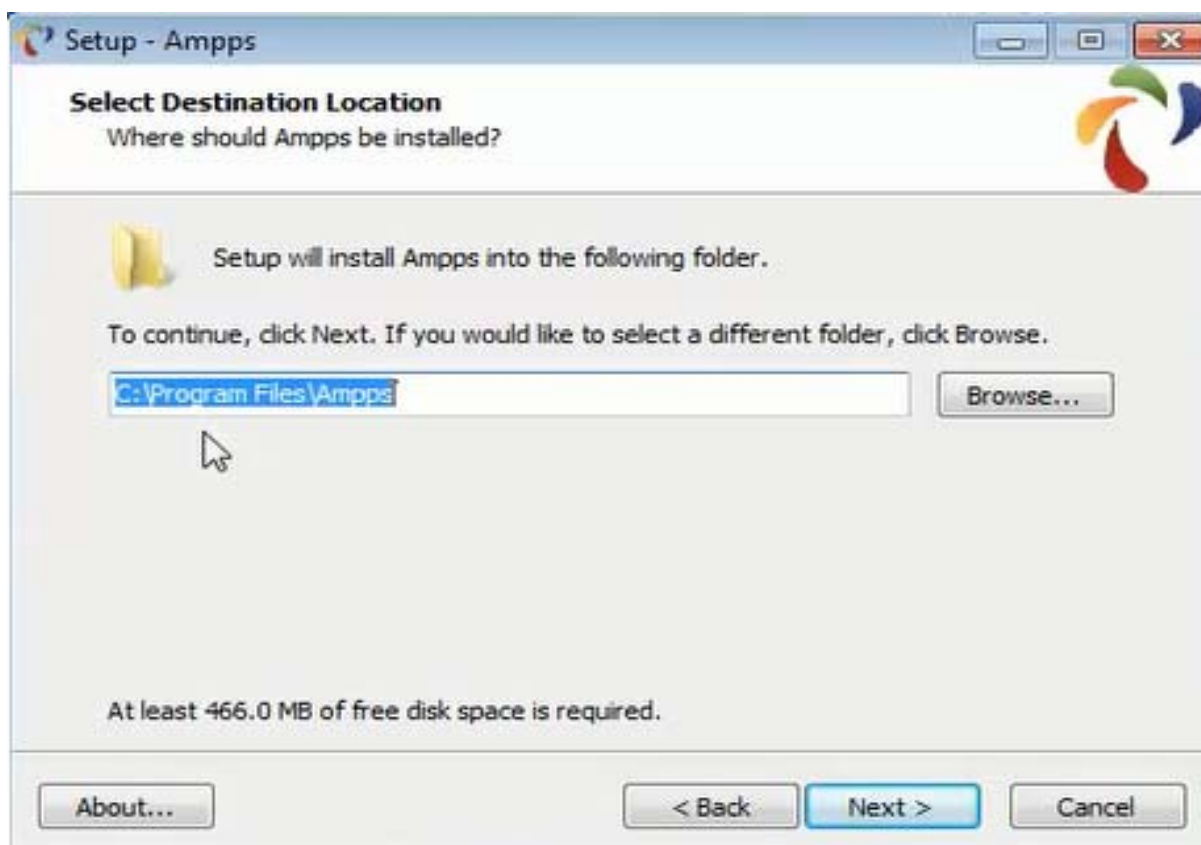 Setup - Ampps
Select Destination Location
Where should Ampps be installed?
Setup will install Ampps into the following folder.
To continue, click Next. If you would like to select a different folder, click Browse.
C:\Program Files\Ampps
Browse...
At least 466.0 MB of free disk space is required.
About...
< Back
Next >
Cancel